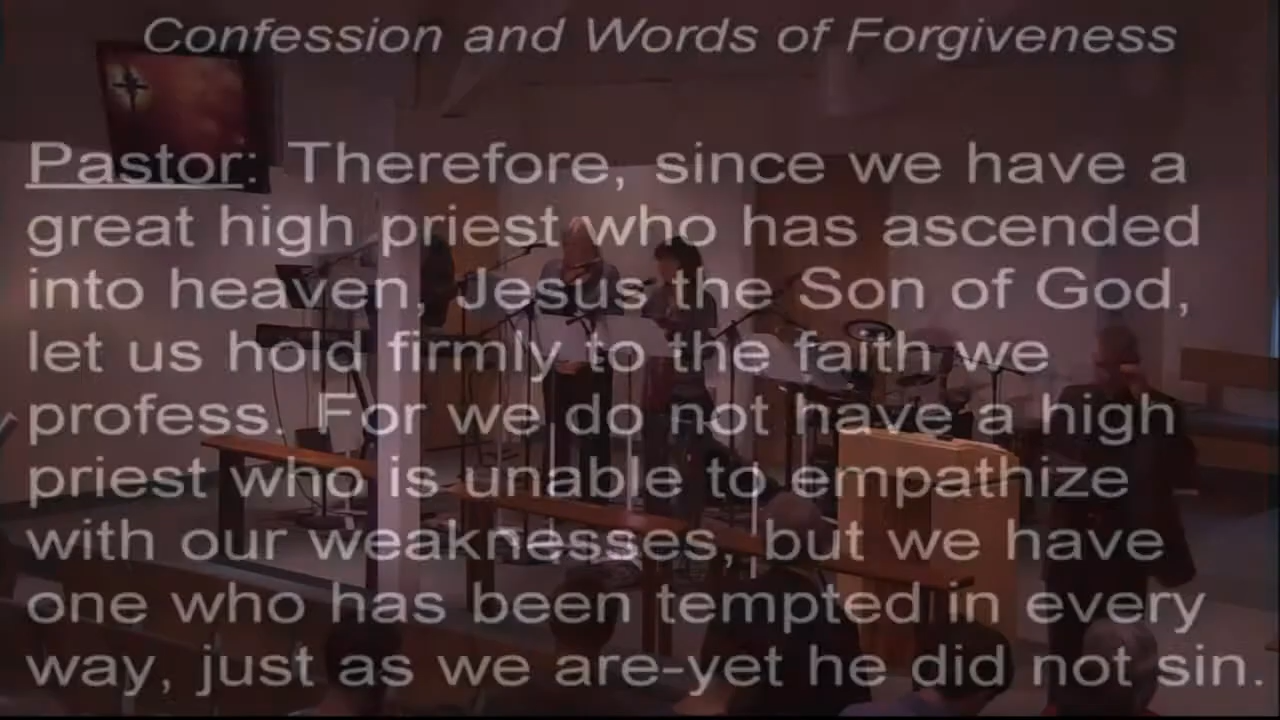 Confession and Words of Forgiveness
Pastor: Therefore, since we have a
great high priest who has ascended
into heaven, Jesus the Son of God,
let us hold firmly to the faith we
profess. For we do not have a high
priest who is unable to empathize
with our weaknesses, but we have
one who has been tempted in every
way, just as we are-yet he did not sin.